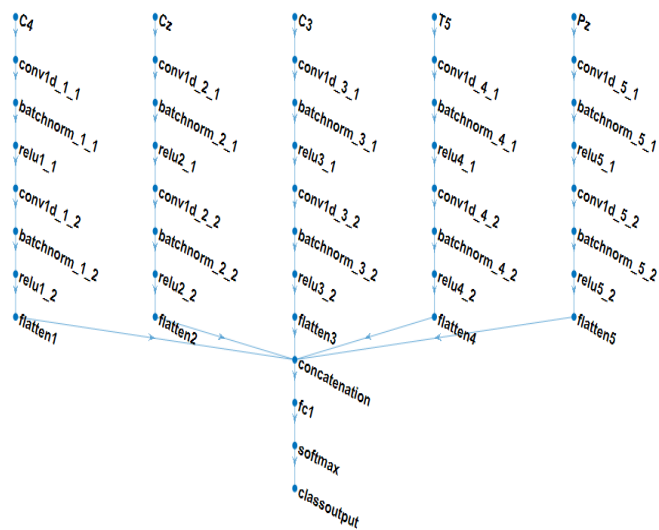 C4
Cz
C3
T5
Pz
conv1d_1_1
conv1d_2_1
conv1d_3_1
conv1d_4_1
conv1d_5_1
batchnorm_1_1
batchnorm_2_1
batchnorm_3_1
batchnorm_4_1
batchnorm_5_1
relu1_1
relu2_1
relu3_1
relu4_1
relu5_1
conv1d_1_2
conv1d_2_2
conv1d_3_2
conv1d_4_2
conv1d_5_2
batchnorm_1_2
batchnorm_2_2
batchnorm_3_2
batchnorm_4_2
batchnorm_5_2
relu1_2
relu2_2
relu3_2
relu4_2
relu5_2
flatten1
flatten2
flatten3
flatten4
flatten5
concatenation
fc1
softmax
classoutput